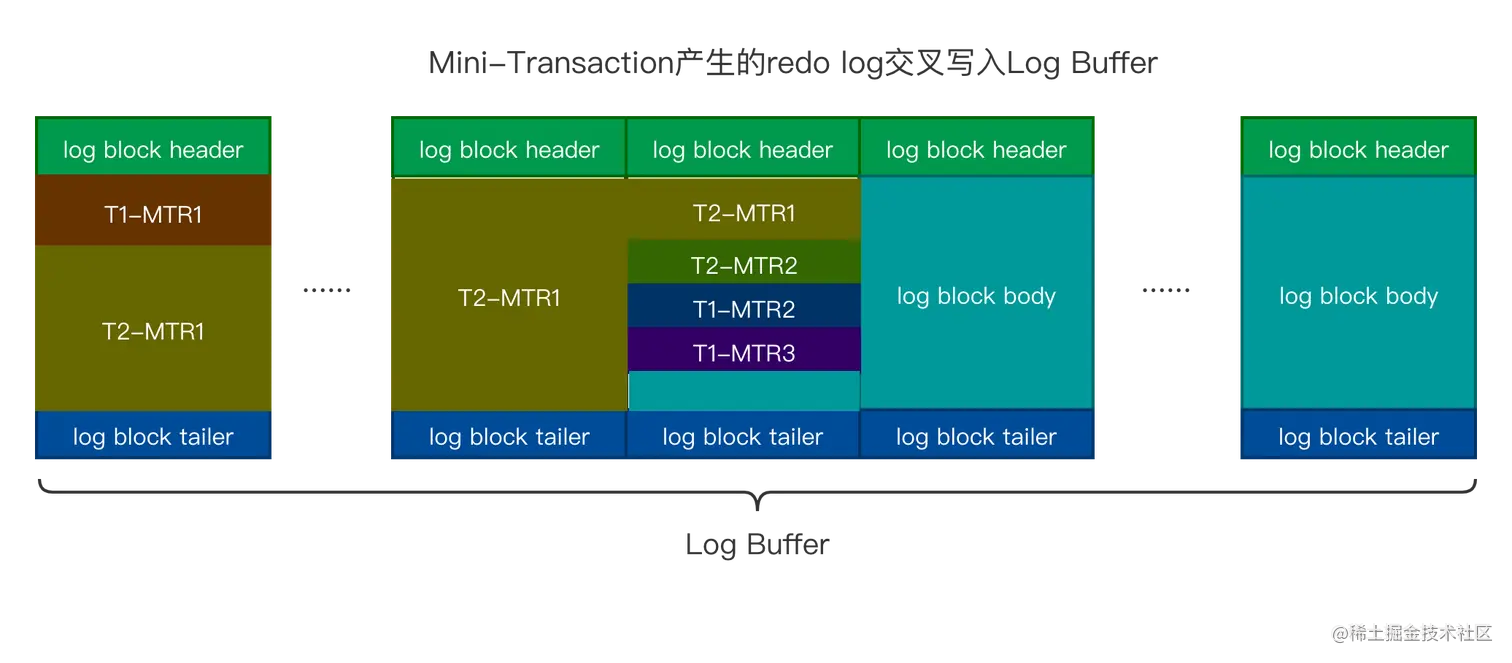 Mini-Transaction产生的redo log交叉写入Log Buffer
log block header
T1-MTR1
T2-MTR1
log block tailer
......
log block header
T2-MTR1
log block tailer
log block header
T2-MTR1
T2-MTR2
T1-MTR2
T1-MTR3
log block tailer
log block header
log block body
log block tailer
......
log block header
log block body
log block tailer
Log Buffer
@稀土掘金技术社区